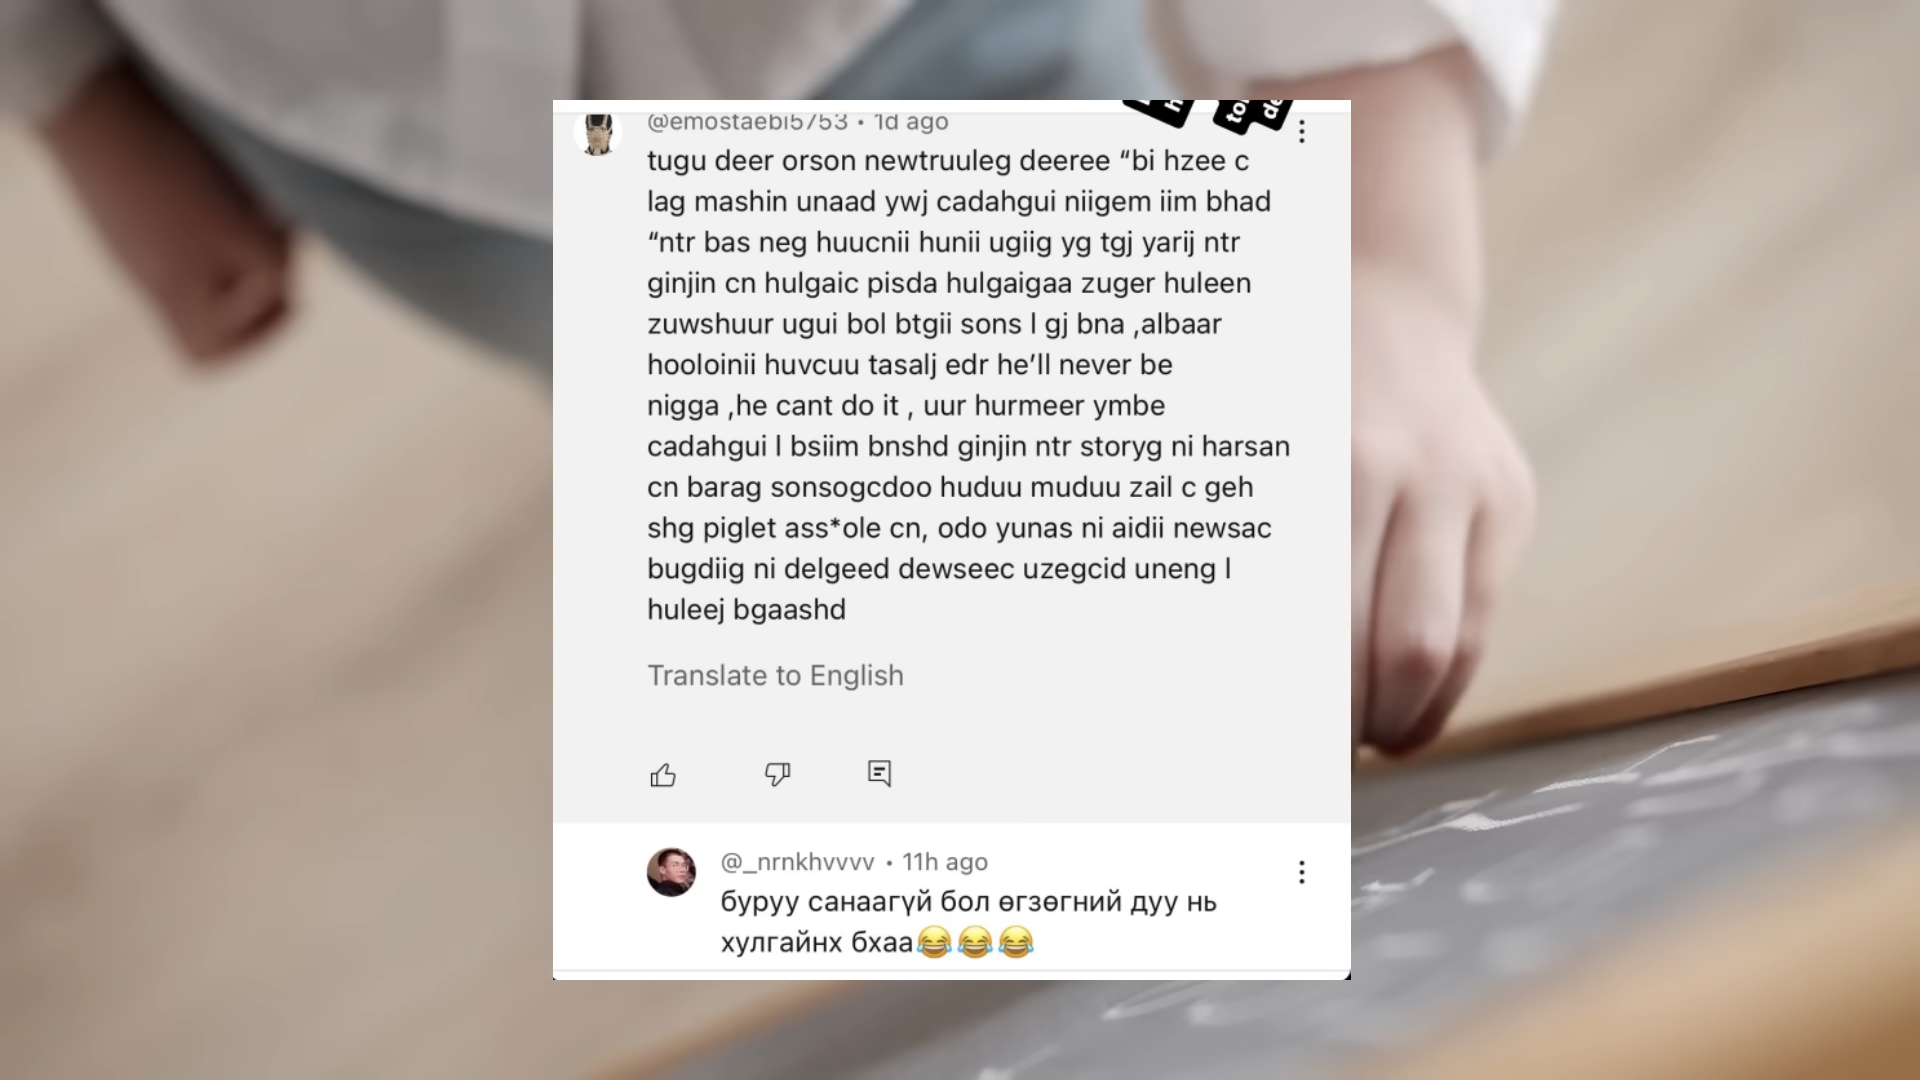 h
to
de
@emostaebi5753 • 1d ago
tugu deer orson newtruuleg deeree “bi hzee c
lag mashin unaad ywj cadahgui niigem iim bhad
“ntr bas neg huucnii hunii ugiig yg tgj yarij ntr
ginjin cn hulgaic pisda hulgaigaa zuger huleen
zuwshuur ugui bol btgii sons l gj bna ,albaar
hooloinii huvcuu tasalj edr he’ll never be
nigga ,he cant do it , uur hurmeer ymbe
cadahgui l bsiim bnshd ginjin ntr storyg ni harsan
cn barag sonsogcdoo huduu muduu zail c geh
shg piglet ass*ole cn, odo yunas ni aidii newsac
bugdiig ni delgeed dewseec uzegcid uneng l
huleej bgaashd
Translate to English
@_nrnkhvvvv • 11h ago
буруу санаагүй бол өгзөгний дуу нь
хулгайнх бхаа😂😂😂